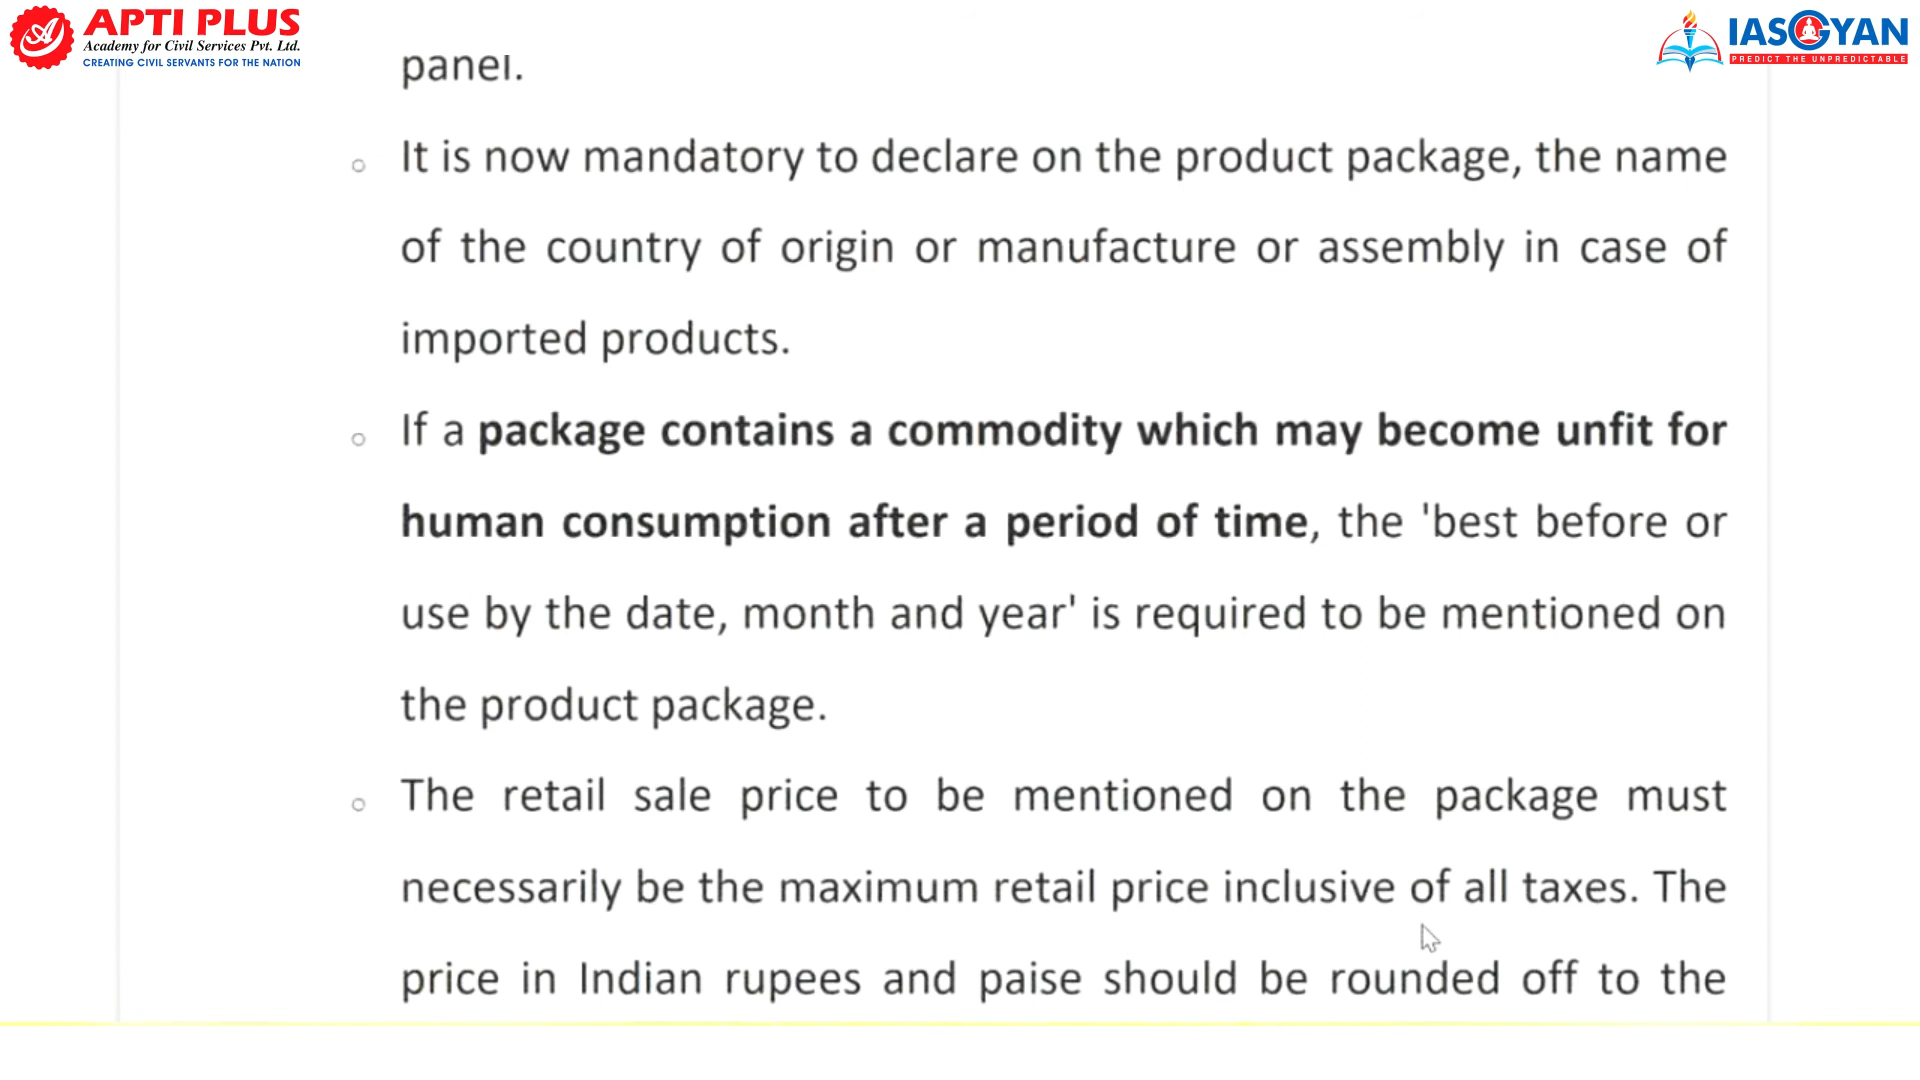 APTI PLUS
Academy for Civil Services Pvt. Ltd.
CREATING CIVIL SERVANTS FOR THE NATION
IASGYAN
PREDICT THE UNPREDICTABLE
panel.
It is now mandatory to declare on the product package, the name
of the country of origin or manufacture or assembly in case of
imported products.
If a package contains a commodity which may become unfit for
human consumption after a period of time, the 'best before or
use by the date, month and year' is required to be mentioned on
the product package.
The retail sale price to be mentioned on the package must
necessarily be the maximum retail price inclusive of all taxes. The
price in Indian rupees and paise should be rounded off to the